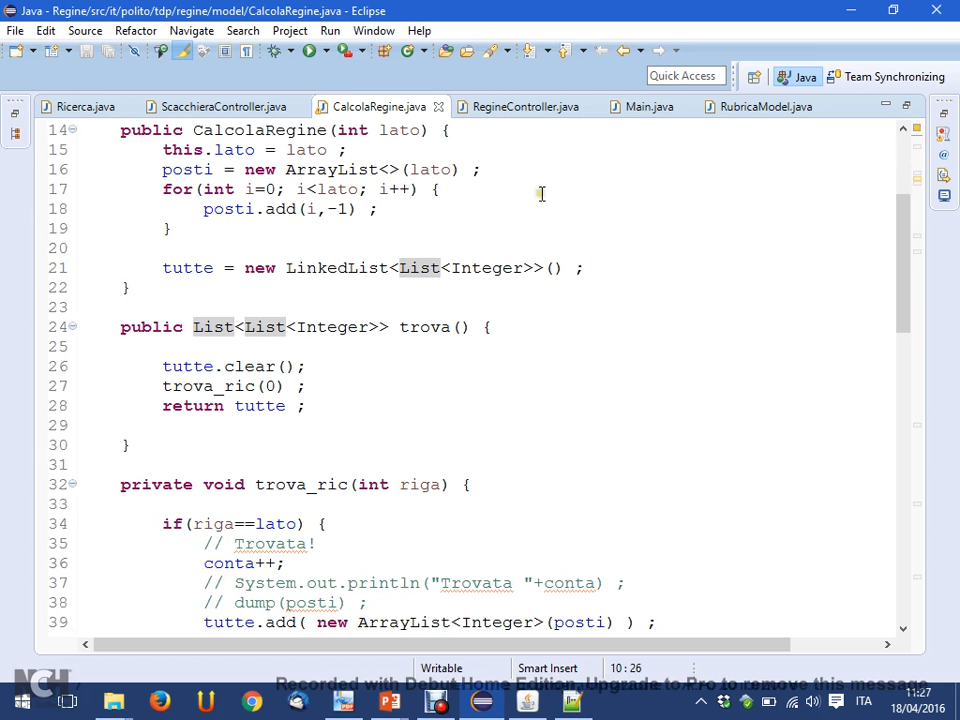 Java - Regine/src/it/polito/tdp/regine/model/CalcolaRegine.java - Eclipse
File Edit Source Refactor Navigate Search Project Run Window Help
Quick Access Java Team Synchronizing
Ricerca.java ScacchieraController.java CalcolaRegine.java RegineController.java Main.java RubricaModel.java
14 public CalcolaRegine(int lato) {
15 this.lato = lato ;
16 posti = new ArrayList<>(lato) ;
17 for(int i=0; i<lato; i++) {
18 posti.add(i,-1) ;
19 }
20
21 tutte = new LinkedList<List<Integer>>() ;
22 }
23
24 public List<List<Integer>> trova() {
25
26 tutte.clear();
27 trova_ric(0) ;
28 return tutte ;
29
30 }
31
32 private void trova_ric(int riga) {
33
34 if(riga==lato) {
35 // Trovata!
36 conta++;
37 // System.out.println("Trovata "+conta) ;
38 // dump(posti) ;
39 tutte.add( new ArrayList<Integer>(posti) ) ;
Writable Smart Insert 10 : 26
NCH
Recorded with Debut Home Edition. Upgrade to Pro to remove this message
ITA
11:27
18/04/2016